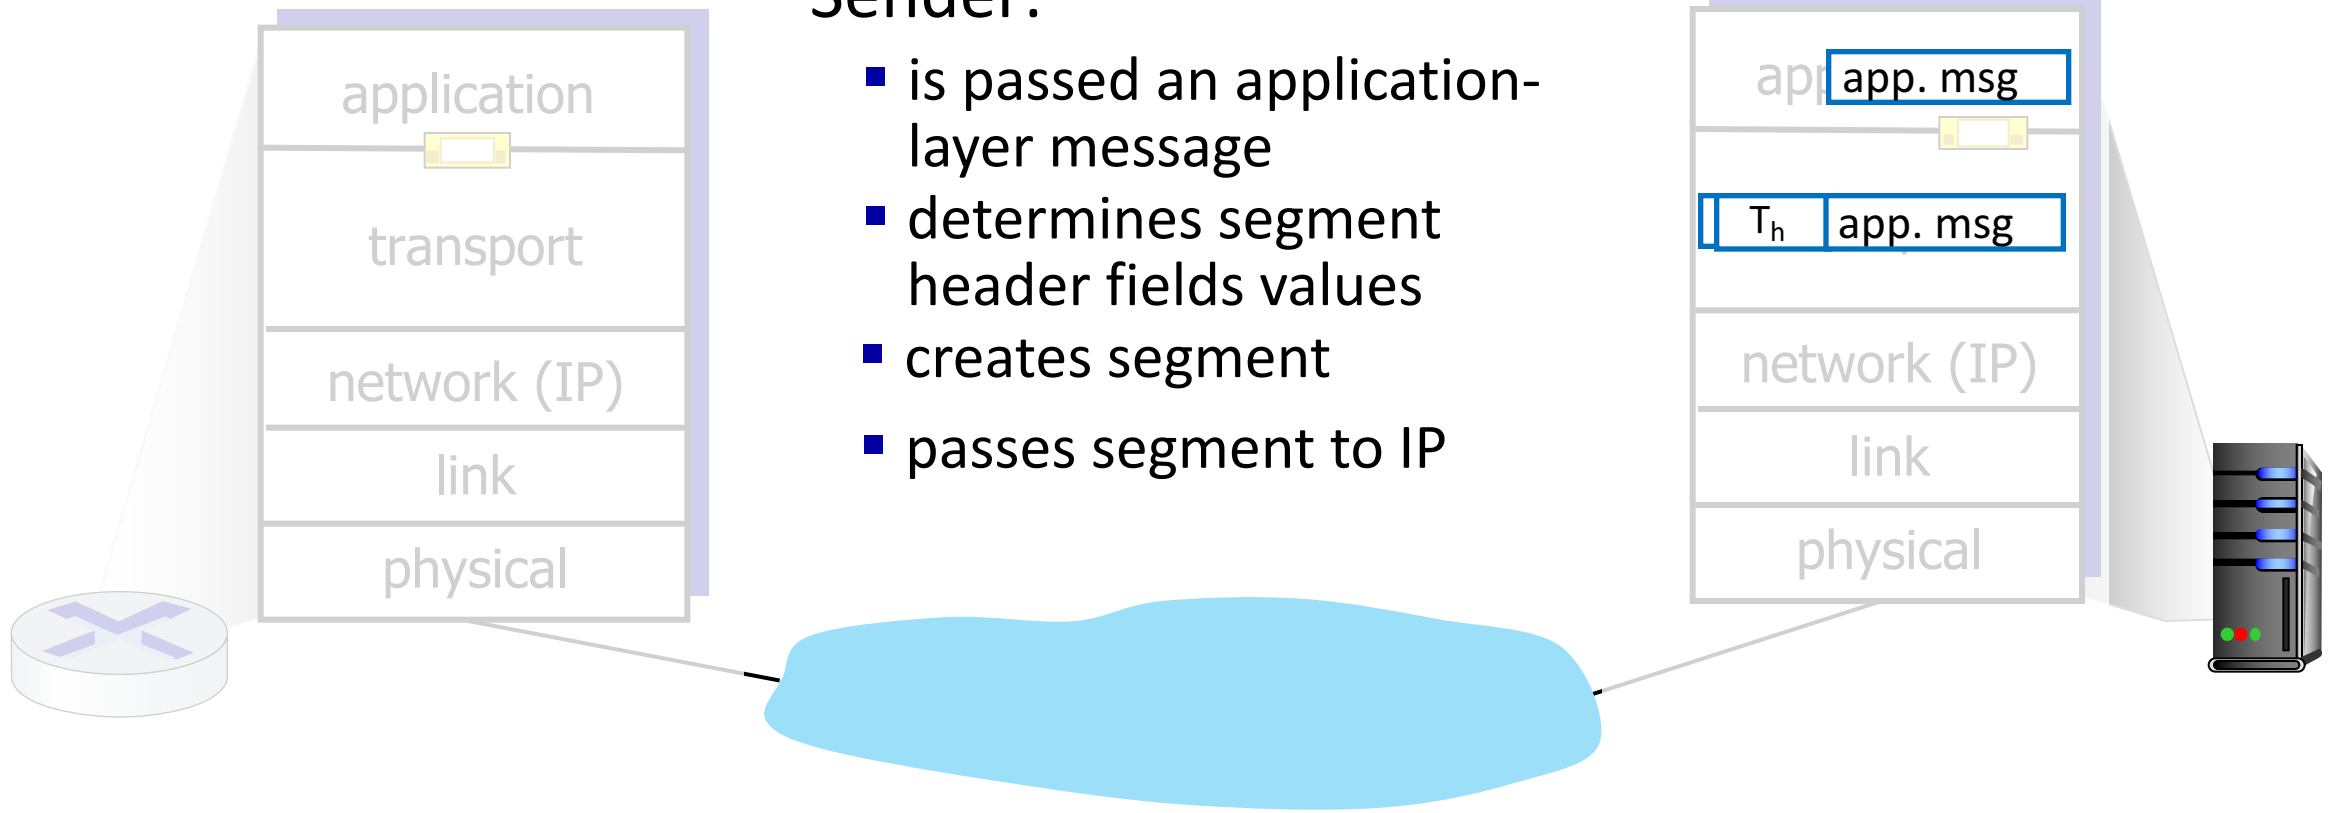 application
transport
network (IP)
link
physical
Sender:
▪ is passed an application-
layer message
▪ determines segment
header fields values
▪ creates segment
▪ passes segment to IP
app. msg
Th app. msg
network (IP)
link
physical